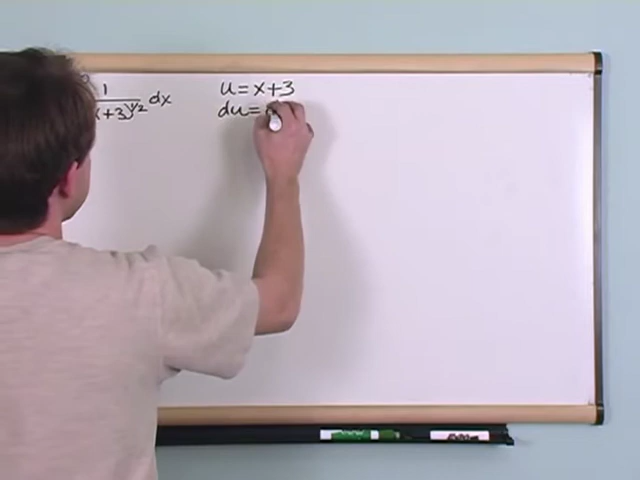 1 u=x+3
x+3)^1/2 dx du=